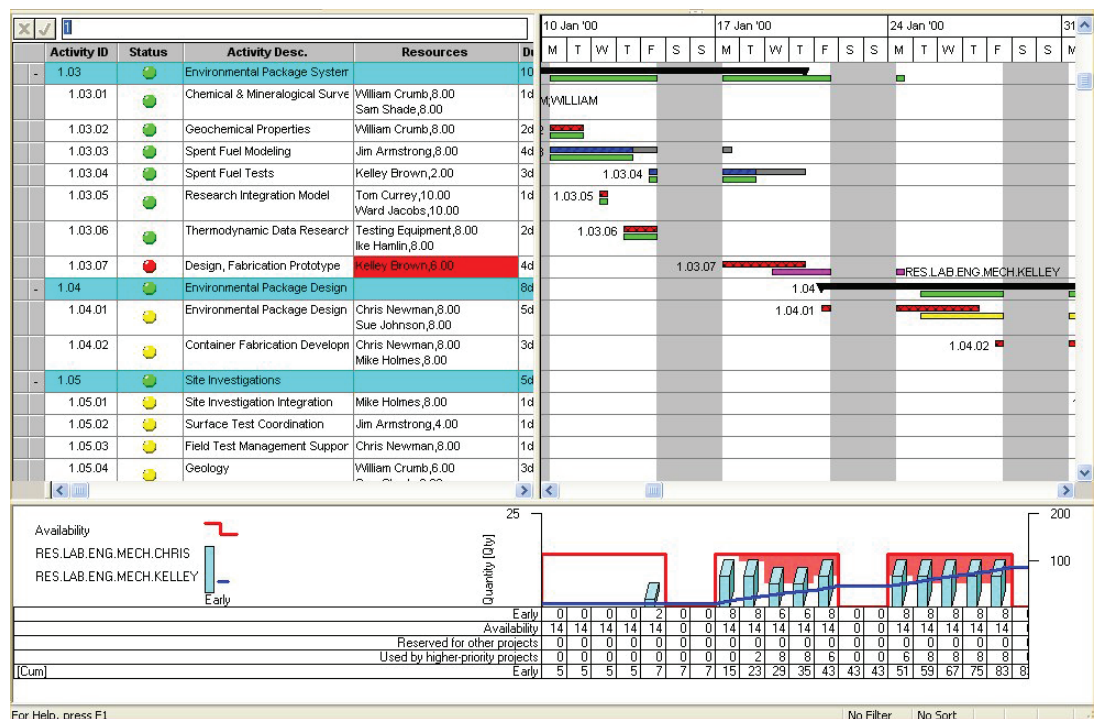 1
10 Jan '00 17 Jan '00 24 Jan '00 31
Activity ID Status Activity Desc. Resources Du
M T W T F S S M T W T F S S M T W T F S S M
- 1.03 Environmental Package System 10
1.03.01 Chemical & Mineralogical Surve William Crumb,8.00 1d
Sam Shade,8.00
M;WILLIAM
1.03.02 Geochemical Properties William Crumb,8.00 2d
1.03.03 Spent Fuel Modeling Jim Armstrong,8.00 4d
1.03.04 Spent Fuel Tests Kelley Brown,2.00 3d 1.03.04
1.03.05 Research Integration Model Tom Currey,10.00 1d 1.03.05
Ward Jacobs,10.00
1.03.06 Thermodynamic Data Research Testing Equipment,8.00 2d 1.03.06
Ike Hamlin,8.00
1.03.07 Design, Fabrication Prototype Kelley Brown,6.00 4d 1.03.07
RES.LAB.ENG.MECH.KELLEY
- 1.04 Environmental Package Design 8d 1.04
1.04.01 Environmental Package Design Chris Newman,8.00 5d 1.04.01
Sue Johnson,8.00
1.04.02 Container Fabrication Developm Chris Newman,8.00 3d 1.04.02
Mike Holmes,8.00
- 1.05 Site Investigations 5d
1.05.01 Site Investigation Integration Mike Holmes,8.00 1d
1.05.02 Surface Test Coordination Jim Armstrong,4.00 1d
1.05.03 Field Test Management Suppor Chris Newman,8.00 1d
1.05.04 Geology William Crumb,6.00 3d
25 200
Availability
RES.LAB.ENG.MECH.CHRIS
RES.LAB.ENG.MECH.KELLEY
Early
Quantity [Qty]
100
Early 0 0 0 0 2 0 0 8 8 6 6 8 0 0 8 8 8 8 8
Availability 14 14 14 14 14 0 0 14 14 14 14 14 0 0 14 14 14 14 14
Reserved for other projects 0 0 0 0 0 0 0 0 0 0 0 0 0 0 0 0 0 0 0
Used by higher-priority projects 0 0 0 0 0 0 0 0 2 8 8 6 0 0 6 8 8 8 8
[Cum] Early 5 5 5 5 7 7 7 15 23 29 35 43 43 43 51 59 67 75 83 8
For Help, press F1 No Filter No Sort